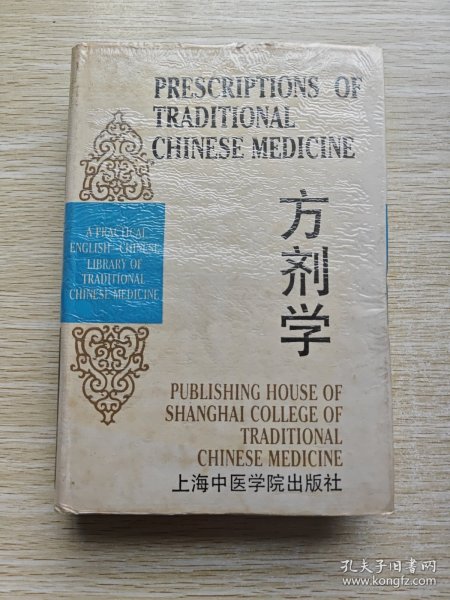 PRESCRIPTIONS OF
TRADITIONAL
CHINESE MEDICINE
方剂学
A PRACTICAL
ENGLISH-CHINESE
LIBRARY OF
TRADITIONAL
CHINESE MEDICINE
PUBLISHING HOUSE OF
SHANGHAI COLLEGE OF
TRADITIONAL
CHINESE MEDICINE
上海中医学院出版社
孔夫子旧书网
www.kongfz.com